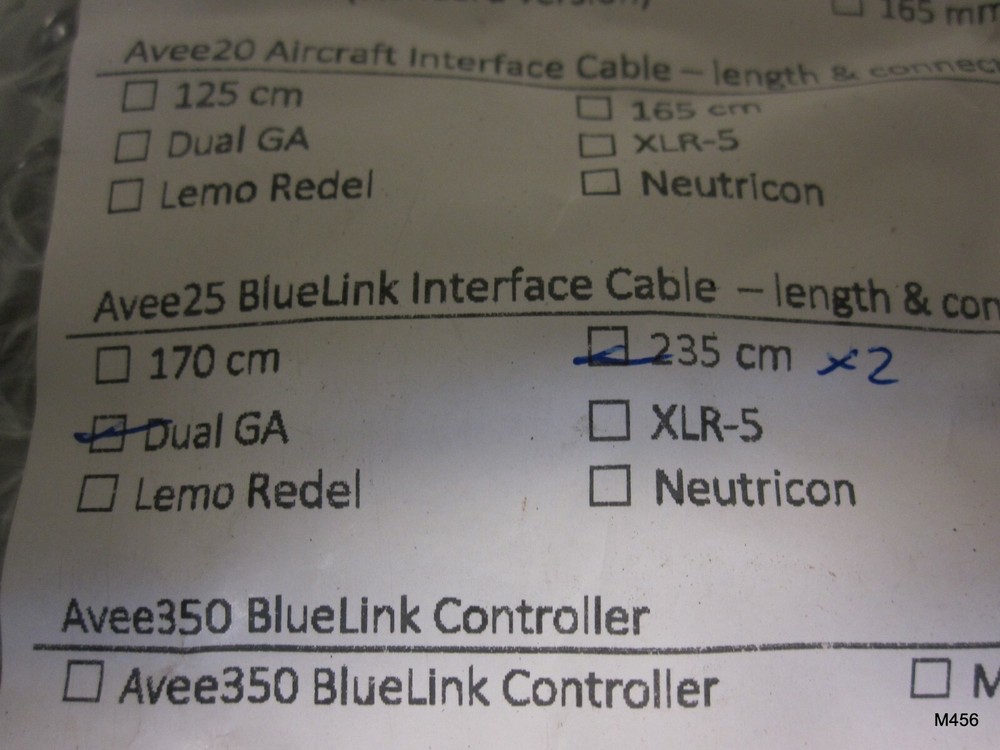 165 mm
Avee20 Aircraft Interface Cable – length & connec
125 cm
165 cm
Dual GA
XLR-5
Lemo Redel
Neutricon
Avee25 BlueLink Interface Cable – length & con
170 cm
235 cm x2
Dual GA
XLR-5
Lemo Redel
Neutricon
Avee350 BlueLink Controller
Avee350 BlueLink Controller
M
M456